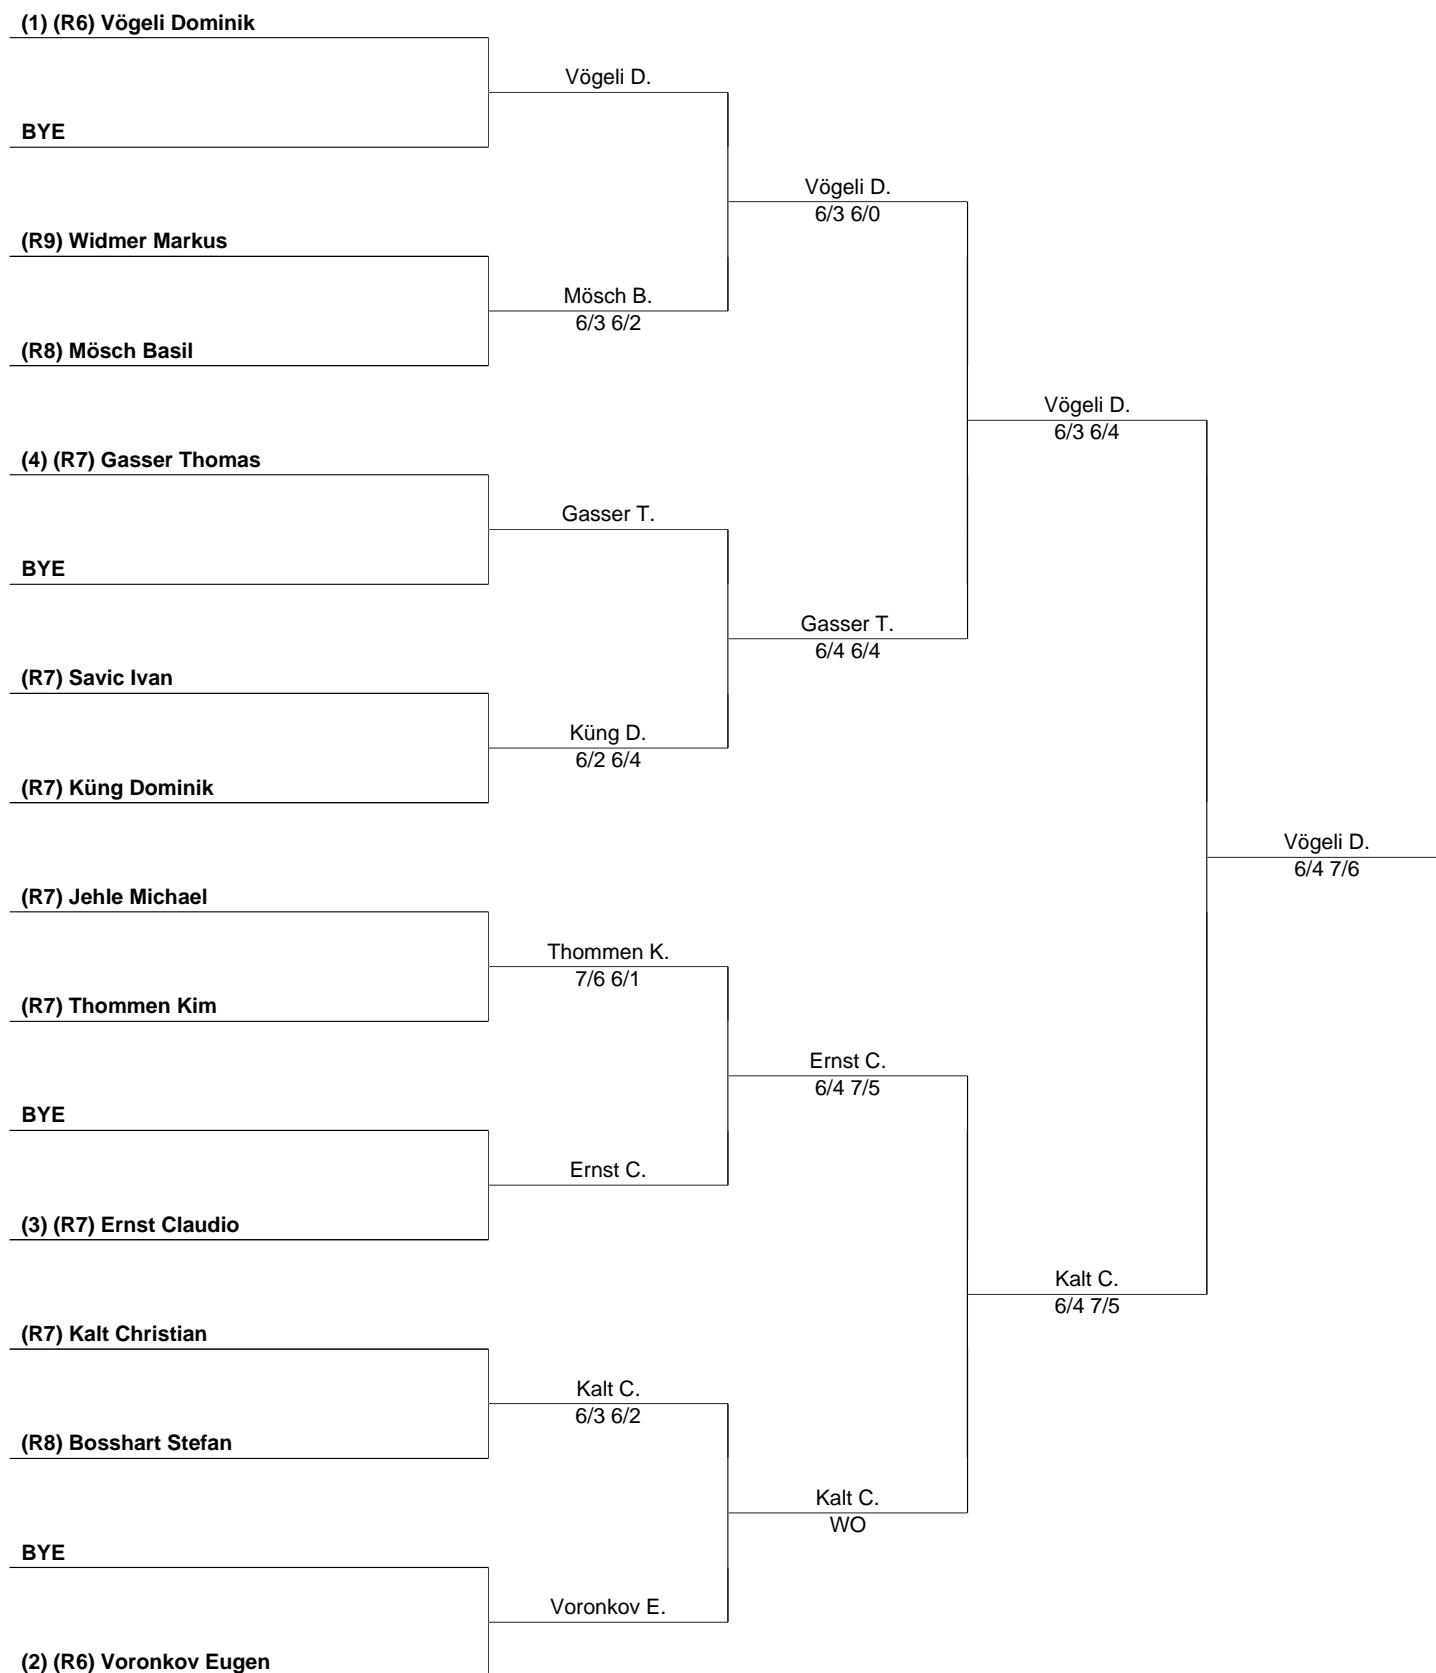 (1) (R6) Vögeli Dominik
Vögeli D.
BYE
Vögeli D.
6/3 6/0
(R9) Widmer Markus
Mösch B.
6/3 6/2
(R8) Mösch Basil
Vögeli D.
6/3 6/4
(4) (R7) Gasser Thomas
Gasser T.
BYE
Gasser T.
6/4 6/4
(R7) Savic Ivan
Küng D.
6/2 6/4
(R7) Küng Dominik
Vögeli D.
6/4 7/6
(R7) Jehle Michael
Thommen K.
7/6 6/1
(R7) Thommen Kim
Ernst C.
6/4 7/5
BYE
Ernst C.
(3) (R7) Ernst Claudio
Kalt C.
6/4 7/5
(R7) Kalt Christian
Kalt C.
6/3 6/2
(R8) Bosshart Stefan
Kalt C.
WO
BYE
Voronkov E.
(2) (R6) Voronkov Eugen